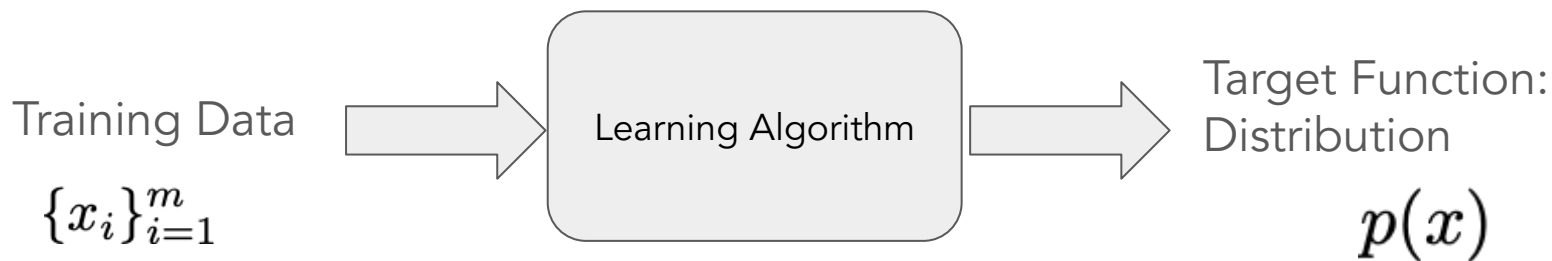 Training Data
{x_i}_{i=1}^m
Learning Algorithm
Target Function:
Distribution
p(x)